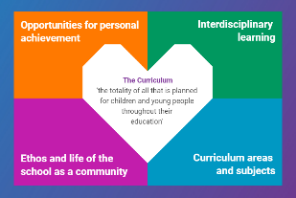 Opportunities for personal
achievement
Interdisciplinary
learning
The Curriculum
'the totality of all that is planned
for children and young people
throughout their
education'
Ethos and life of the
school as a community
Curriculum areas
and subjects